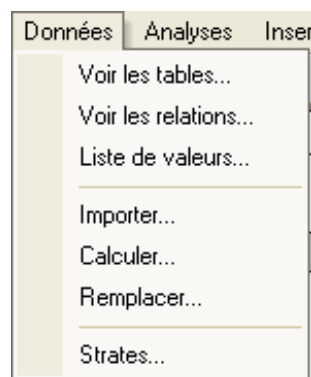 Données Analyses Inser
Voir les tables...
Voir les relations...
Liste de valeurs...
Importer...
Calculer...
Remplacer...
Strates...